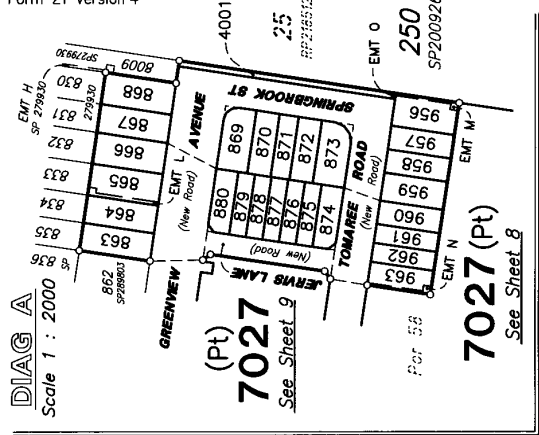 Form 21 Version 4
DIAG A
Scale 1 : 2000
EMT H
SP 279930
836
835
834
833
832
831
830
SP279930
SP
279930
8009
862
SP289803
863
864
865
866
867
868
EMT L
GREENVIEW
AVENUE
(New Road)
SPRINGBROOK ST
4001
25
EMT O
250
880
879
878
877
876
875
874
869
870
871
872
873
JERVIS LANE
(New Road)
TOMAREE
ROAD
(New Road)
963
962
961
960
959
958
957
956
EMT M
EMT N
(Pt)
7027
See Sheet 9
Por 58
7027 (Pt)
See Sheet 8